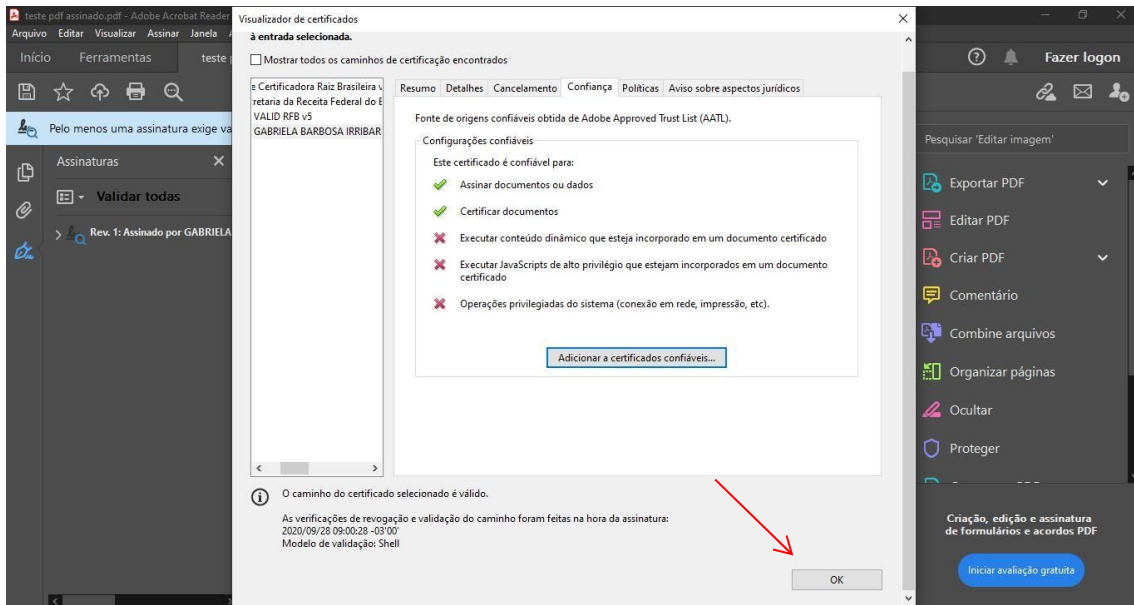 teste pdf assinado.pdf - Adobe Acrobat Reader
Arquivo Editar Visualizar Assinar Janela
Início Ferramentas teste
Fazer logon
Pelo menos uma assinatura exige va
Assinaturas
Validar todas
Rev. 1: Assinado por GABRIELA
Visualizador de certificados
à entrada selecionada.
Mostrar todos os caminhos de certificação encontrados
e Certificadora Raiz Brasileira v
retaria da Receita Federal do
VALID RFB v5
GABRIELA BARBOSA IRRIBAR
Resumo Detalhes Cancelamento Confiança Políticas Aviso sobre aspectos jurídicos
Fonte de origens confiáveis obtida de Adobe Approved Trust List (AATL).
Configurações confiáveis
Este certificado é confiável para:
Assinar documentos ou dados
Certificar documentos
Executar conteúdo dinâmico que esteja incorporado em um documento certificado
Executar JavaScripts de alto privilégio que estejam incorporados em um documento
certificado
Operações privilegiadas do sistema (conexão em rede, impressão, etc).
Adicionar a certificados confiáveis...
O caminho do certificado selecionado é válido.
As verificações de revogação e validação do caminho foram feitas na hora da assinatura:
2020/09/28 09:00:28 -03'00'
Modelo de validação: Shell
OK
Pesquisar 'Editar imagem'
Exportar PDF
Editar PDF
Criar PDF
Comentário
Combine arquivos
Organizar páginas
Ocultar
Proteger
Criação, edição e assinatura
de formulários e acordos PDF
Iniciar avaliação gratuita